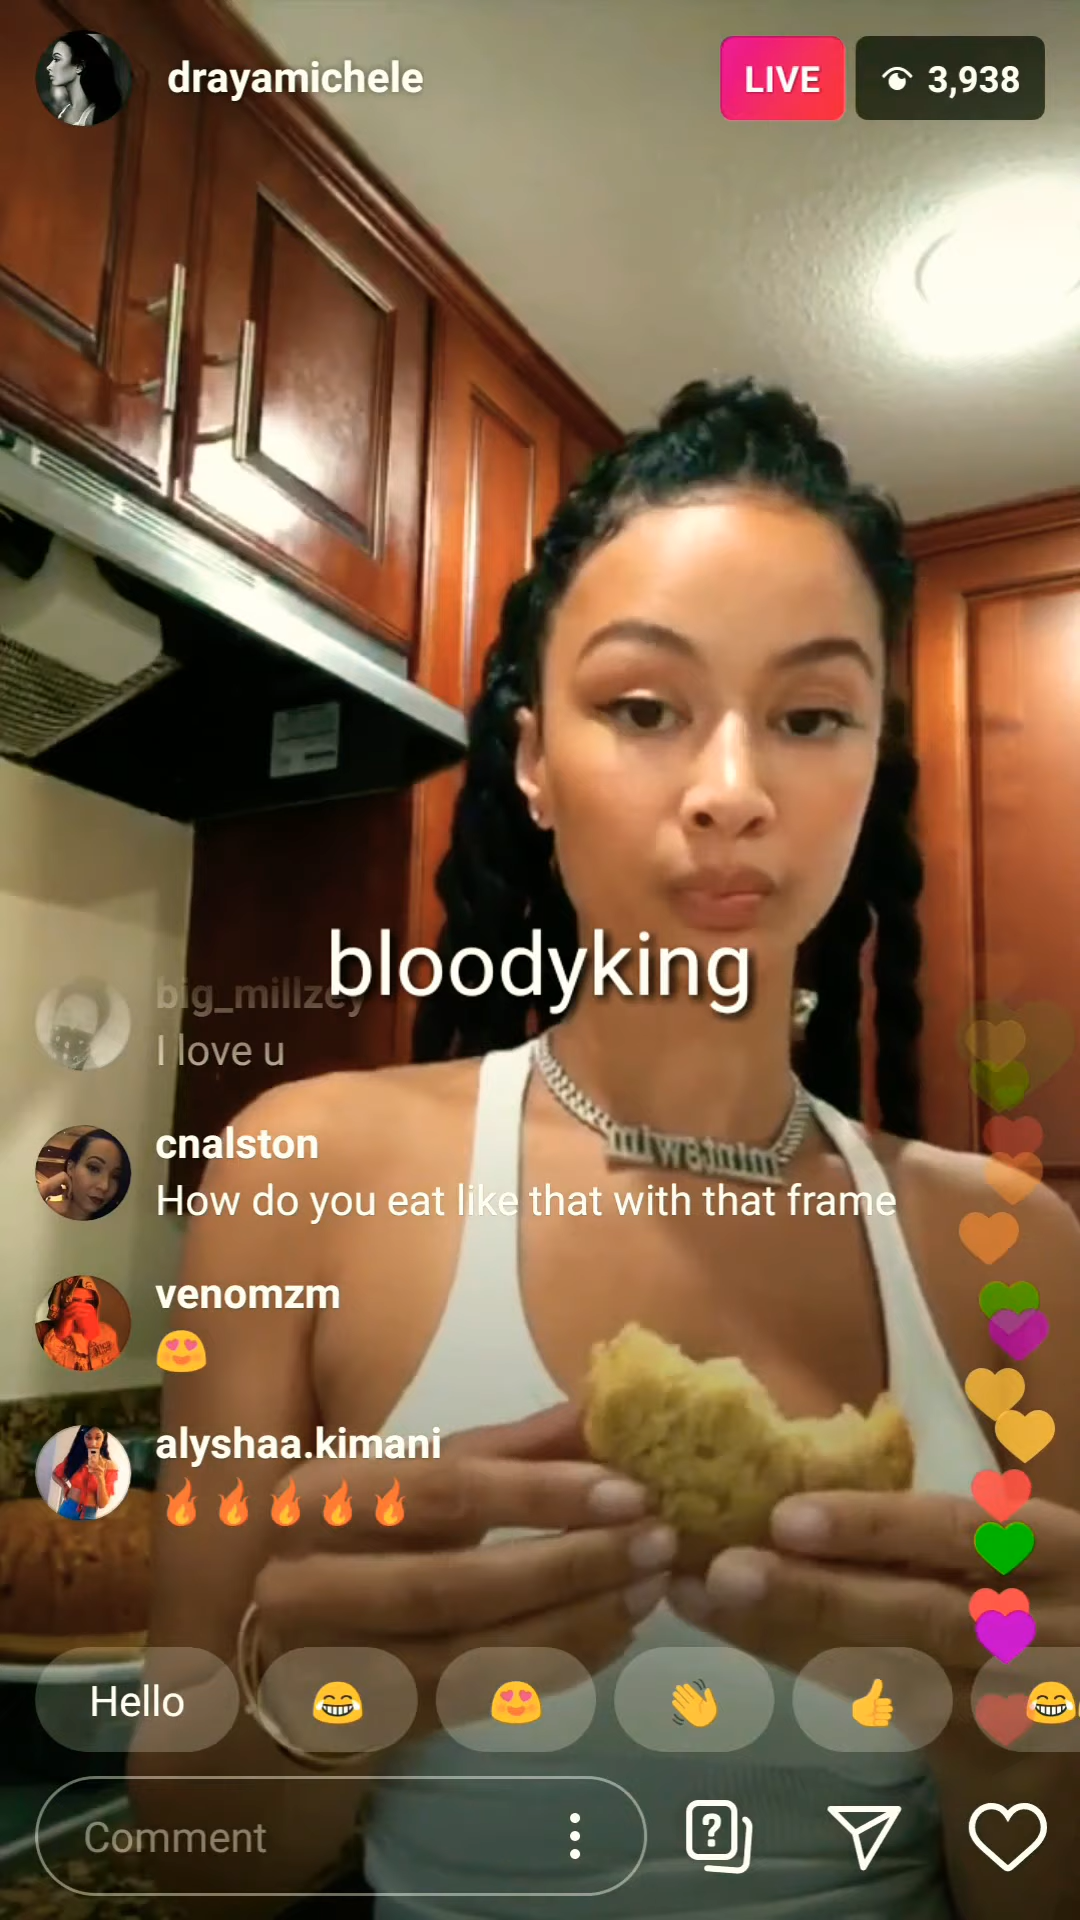 drayamichele
LIVE
3,938
bloodyking
big_millzey
I love u
cnalston
How do you eat like that with that frame
venomzm
😍
alyshaa.kimani
🔥🔥🔥🔥🔥
Hello
😂
😍
👋
👍
😂
Comment